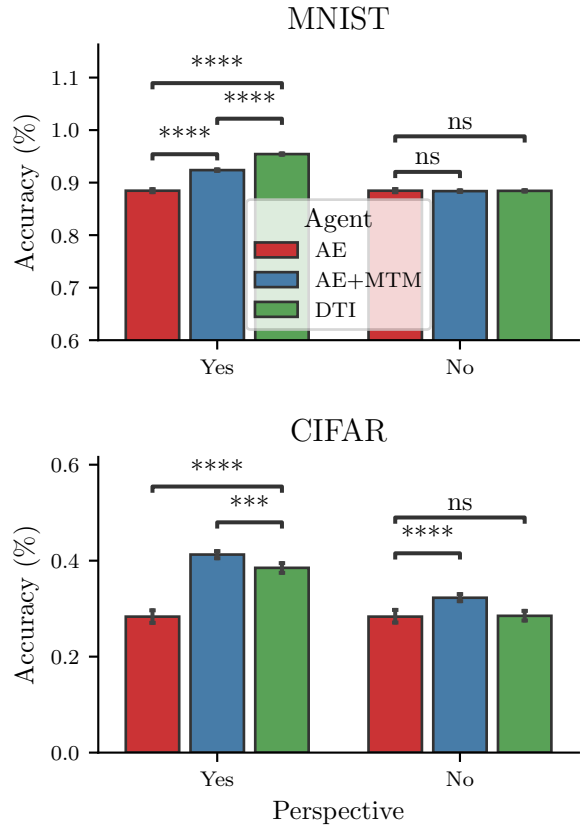 MNIST
Accuracy (%)
1.1
1.0
0.9
0.8
0.7
0.6
****
****
****
ns
ns
Agent
AE
AE+MTM
DTI
Yes
No
CIFAR
Accuracy (%)
0.6
0.4
0.2
0.0
****
***
ns
****
Yes
No
Perspective